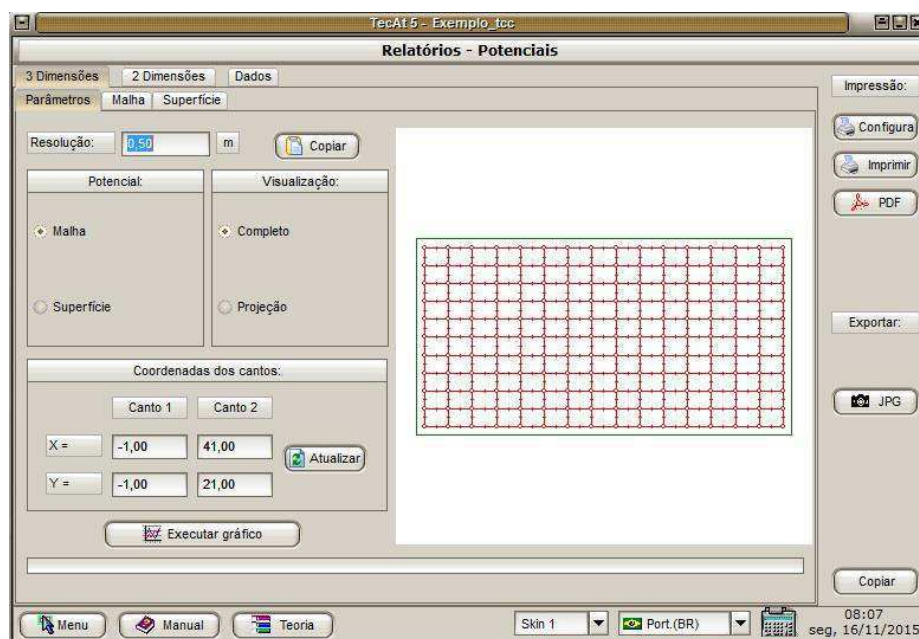 TecAt 5 - Exemplo_tcc
Relatórios - Potenciais
3 Dimensões 2 Dimensões Dados
Parâmetros Malha Superfície
Resolução: 0,50 m Copiar
Potencial: Visualização:
Malha Completo
Superfície Projeção
Coordenadas dos cantos:
Canto 1 Canto 2
X = -1,00 41,00 Atualizar
Y = -1,00 21,00
Executar gráfico
Impressão:
Configura
Imprimir
PDF
Exportar:
JPG
Copiar
Menu Manual Teoria Skin 1 Port.(BR) 08:07
seg, 16/11/2015